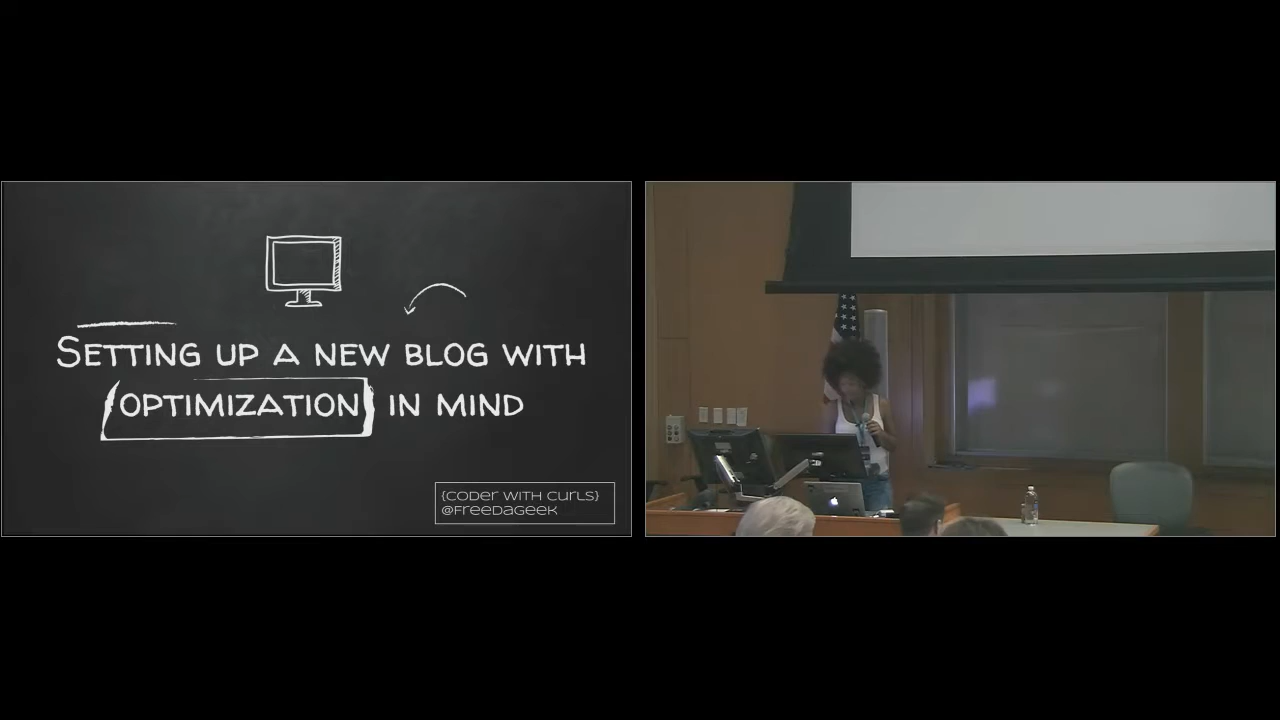 Setting up a new blog with
optimization in mind
{Coder with Curls}
@FreeDaGeek